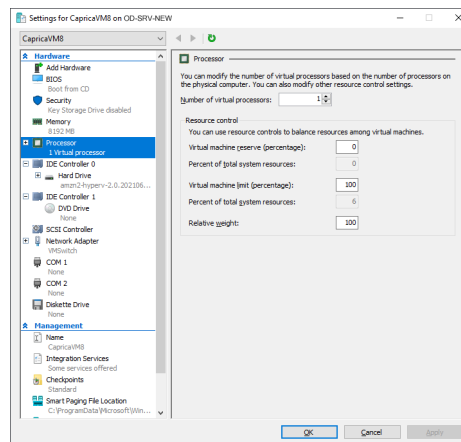 Settings for CapricaVM8 on OD-SRV-NEW
CapricaVM8
Hardware
Add Hardware
BIOS
Boot from CD
Security
Key Storage Drive disabled
Memory
8192 MB
Processor
1 Virtual processor
IDE Controller 0
Hard Drive
amzn2-hyperv-2.0.202106...
IDE Controller 1
DVD Drive
None
SCSI Controller
Network Adapter
VMSwitch
COM 1
None
COM 2
None
Diskette Drive
None
Management
Name
CapricaVM8
Integration Services
Some services offered
Checkpoints
Standard
Smart Paging File Location
C:\ProgramData\Microsoft\Win...
Processor
You can modify the number of virtual processors based on the number of processors on
the physical computer. You can also modify other resource control settings.
Number of virtual processors: 1
Resource control
You can use resource controls to balance resources among virtual machines.
Virtual machine reserve (percentage): 0
Percent of total system resources: 0
Virtual machine limit (percentage): 100
Percent of total system resources: 6
Relative weight: 100
OK Cancel Apply